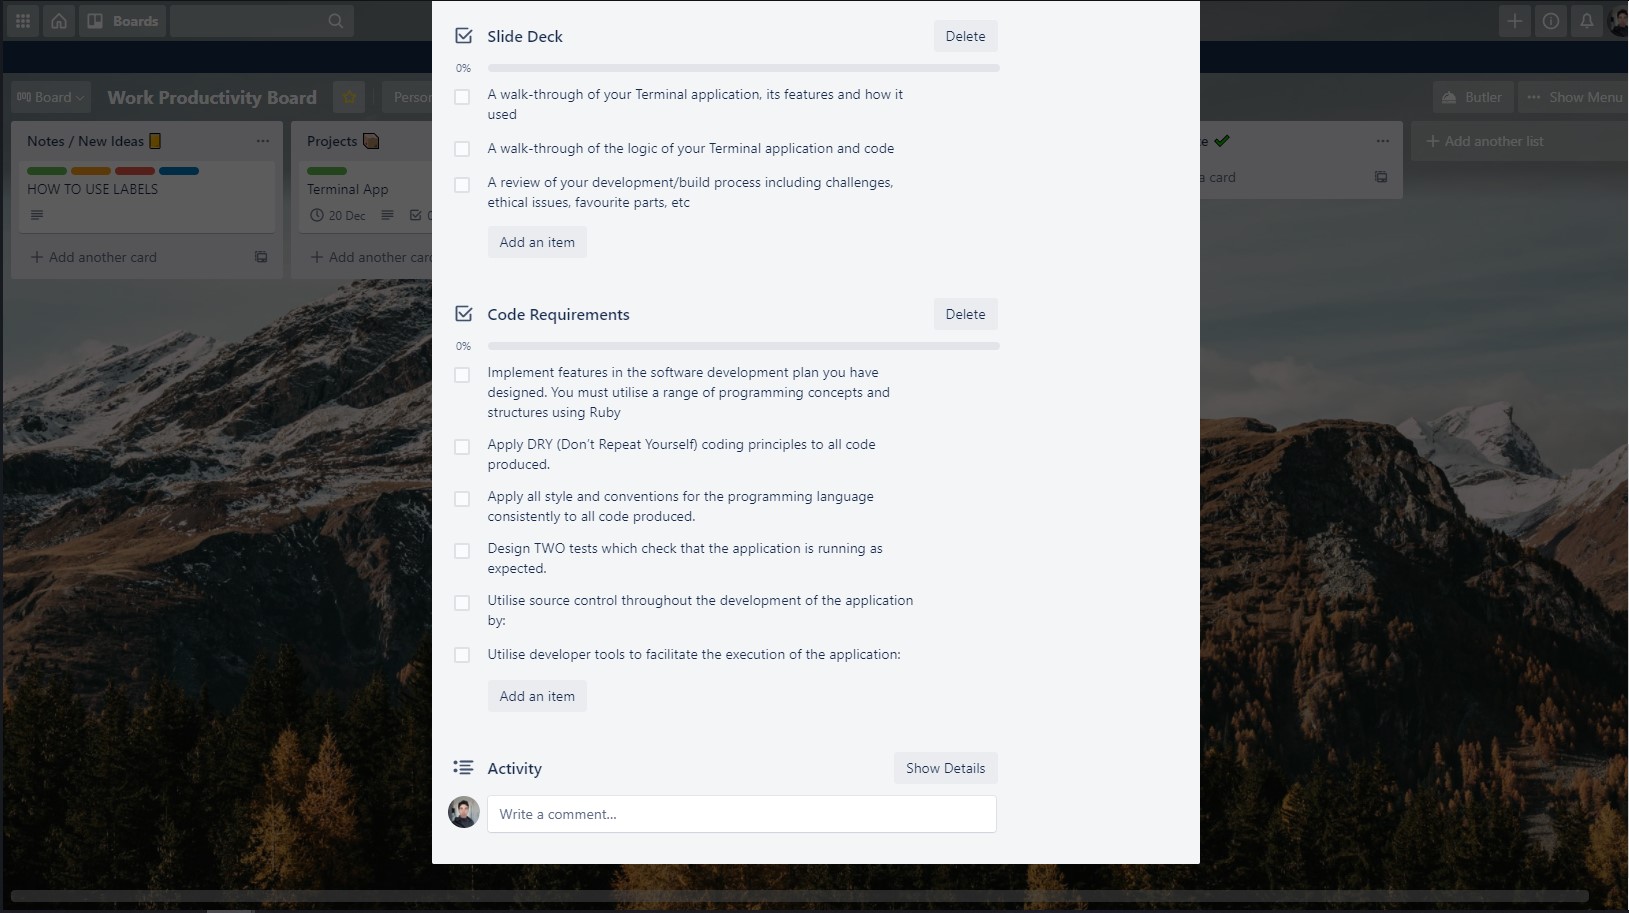 Boards
Board
Work Productivity Board
Butler
Show Menu
Notes / New Ideas
HOW TO USE LABELS
Add another card
Projects
Terminal App
20 Dec
Add another
Slide Deck
Delete
0%
A walk-through of your Terminal application, its features and how it
used
A walk-through of the logic of your Terminal application and code
A review of your development/build process including challenges,
ethical issues, favourite parts, etc
Add an item
Code Requirements
Delete
0%
Implement features in the software development plan you have
designed. You must utilise a range of programming concepts and
structures using Ruby
Apply DRY (Don't Repeat Yourself) coding principles to all code
produced.
Apply all style and conventions for the programming language
consistently to all code produced.
Design TWO tests which check that the application is running as
expected.
Utilise source control throughout the development of the application
by:
Utilise developer tools to facilitate the execution of the application:
Add an item
Activity
Show Details
Write a comment...
a card
Add another list